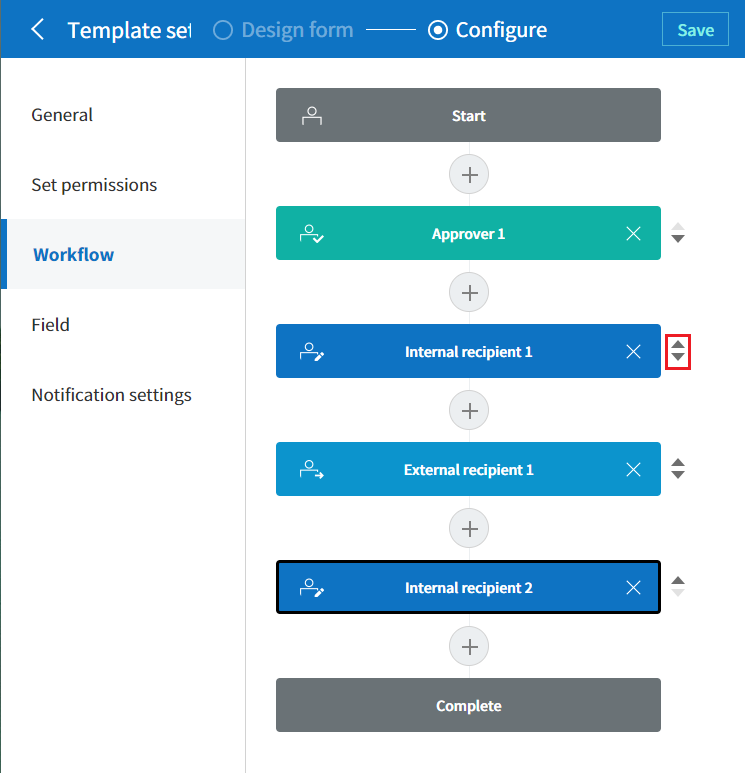 Template set
Design form
Configure
Save
General
Set permissions
Workflow
Field
Notification settings
Start
Approver 1
Internal recipient 1
External recipient 1
Internal recipient 2
Complete